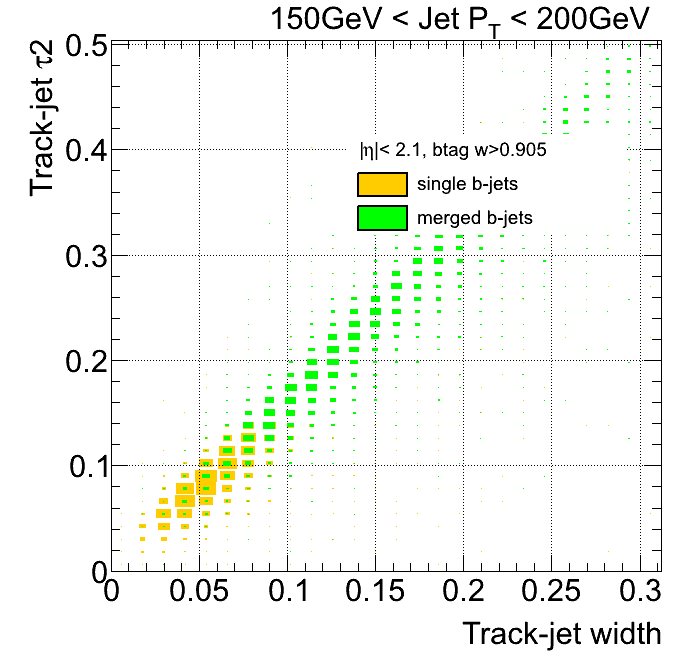 150GeV < Jet P_T < 200GeV
Track-jet τ2
0.5
0.4
0.3
0.2
0.1
0
|η|< 2.1, btag w>0.905
single b-jets
merged b-jets
0 0.05 0.1 0.15 0.2 0.25 0.3
Track-jet width